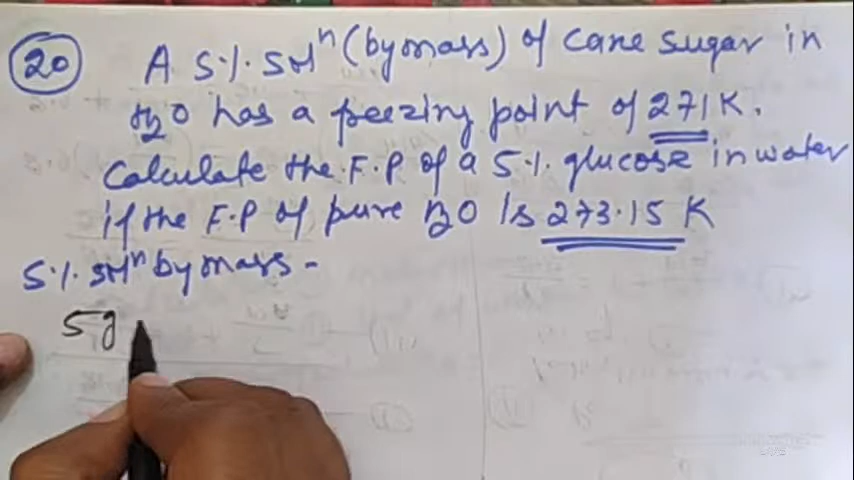 20 A 5% solⁿ (by mass) of cane sugar in
H2O has a freezing point of 271K.
Calculate the F.P of a 5% glucose in water
if the F.P of pure H2O is 273.15 K
5% solⁿ by mass -
5g